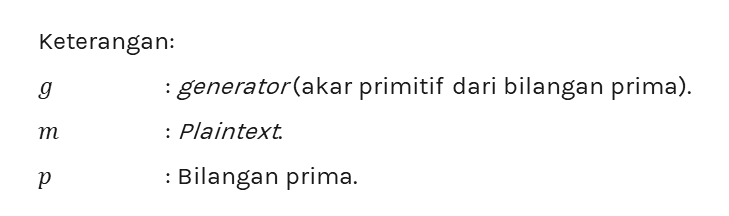 Keterangan:
g : generator (akar primitif dari bilangan prima).
m : Plaintext.
p : Bilangan prima.